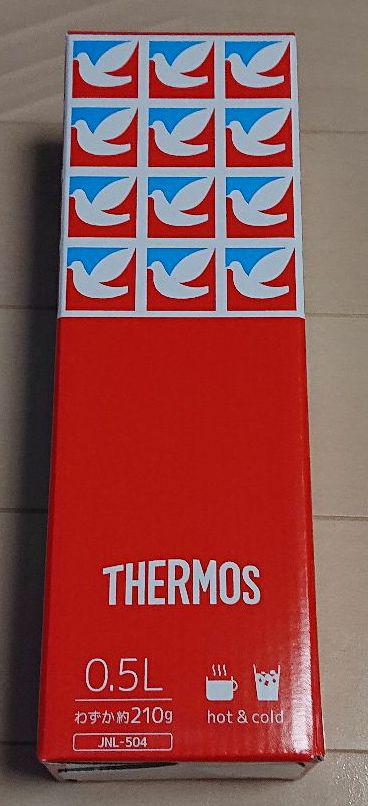 THERMOS
0.5L
わずか約210g
JNL-504
hot & cold